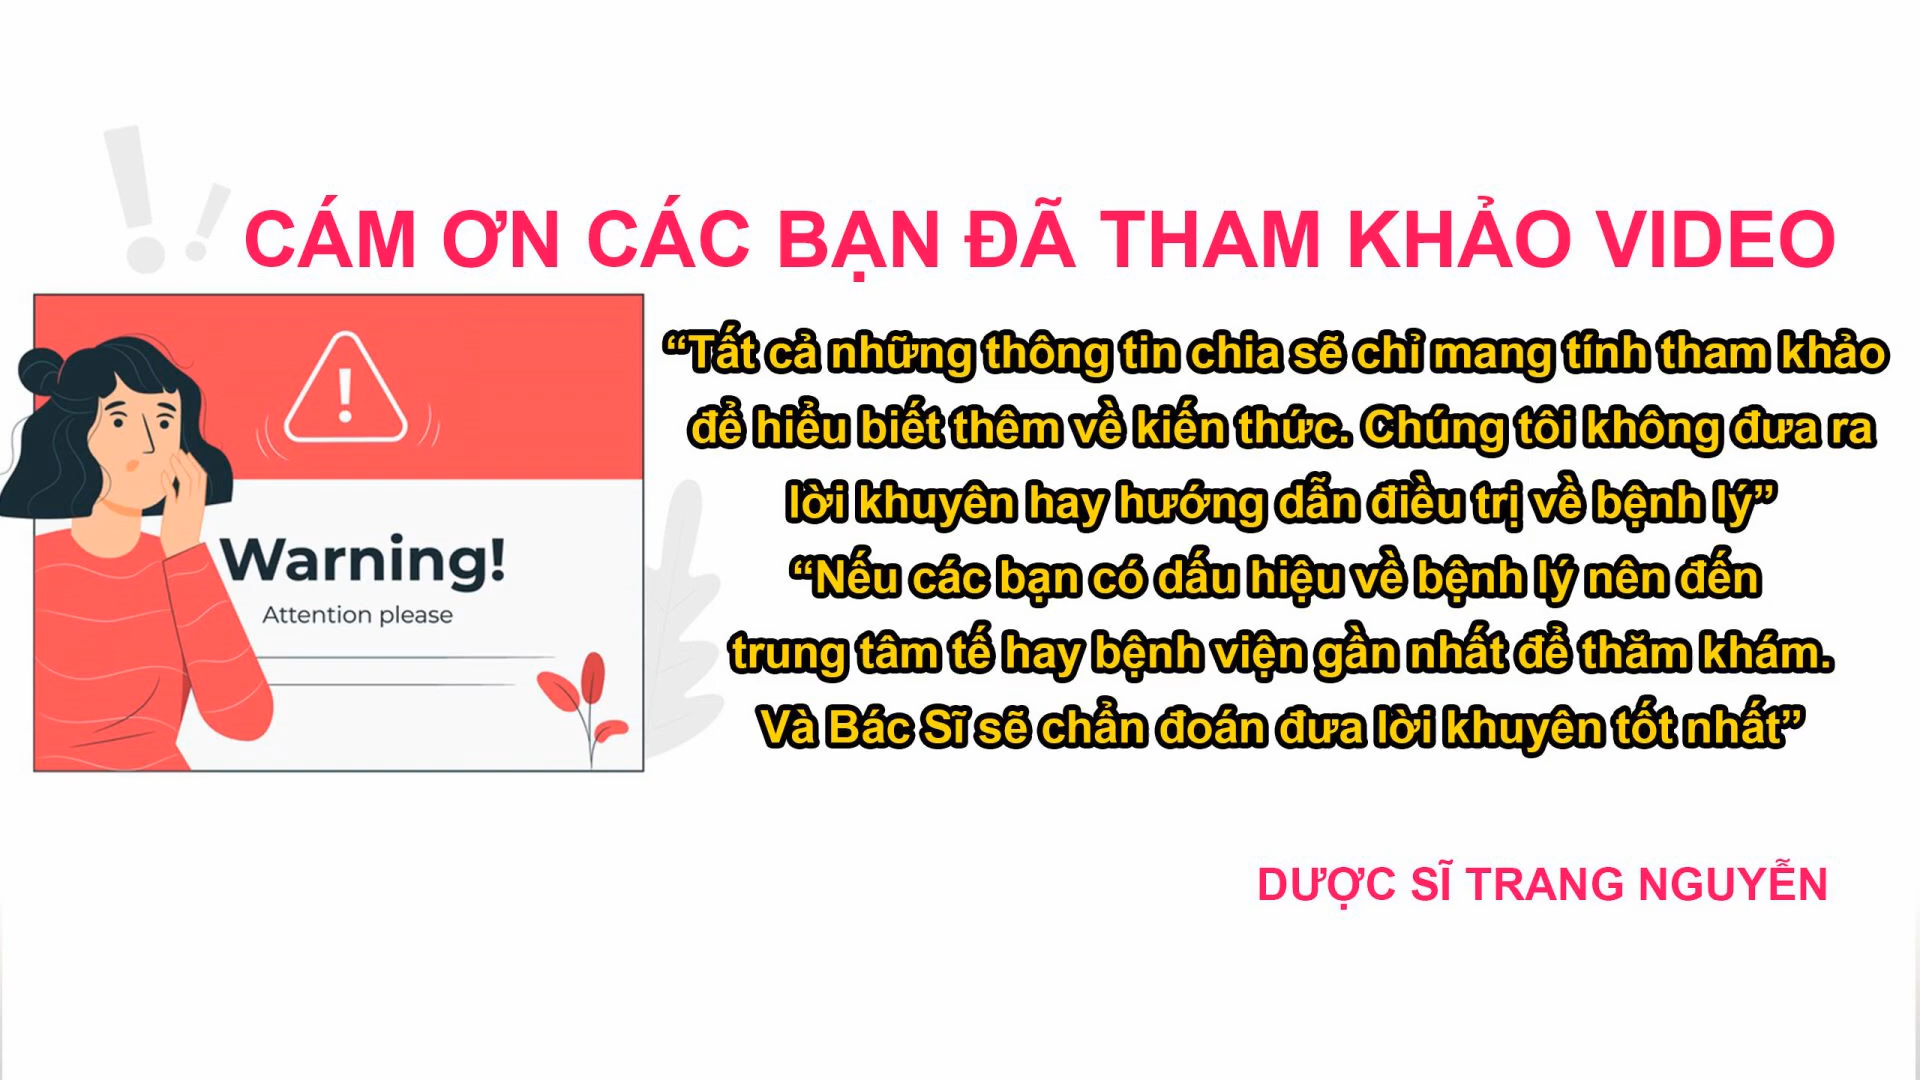 CÁM ƠN CÁC BẠN ĐÃ THAM KHẢO VIDEO
“Tất cả những thông tin chia sẽ chỉ mang tính tham khảo
để hiểu biết thêm về kiến thức. Chúng tôi không đưa ra
lời khuyên hay hướng dẫn điều trị về bệnh lý”
“Nếu các bạn có dấu hiệu về bệnh lý nên đến
trung tâm tế hay bệnh viện gần nhất để thăm khám.
Và Bác Sĩ sẽ chẩn đoán đưa lời khuyên tốt nhất”
Warning!
Attention please
DƯỢC SĨ TRANG NGUYỄN